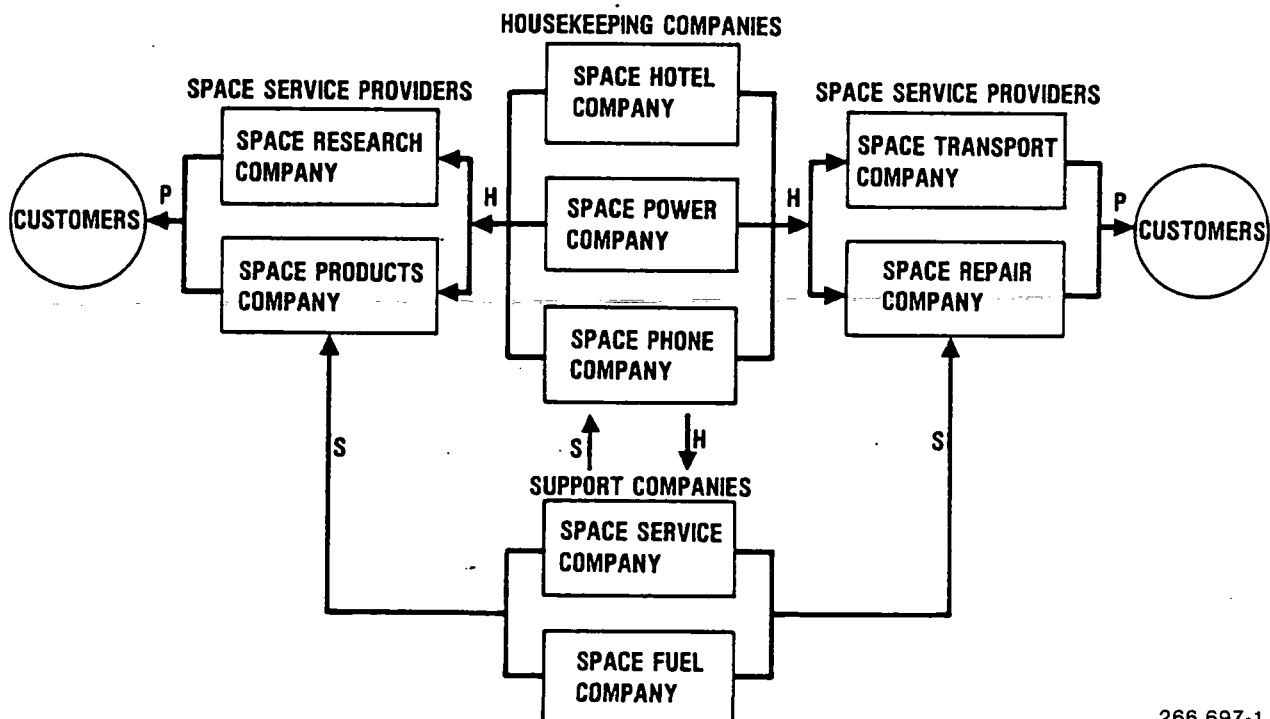 HOUSEKEEPING COMPANIES
SPACE HOTEL
COMPANY
SPACE SERVICE PROVIDERS
SPACE SERVICE PROVIDERS
SPACE RESEARCH
COMPANY
SPACE TRANSPORT
COMPANY
P
H
H
P
CUSTOMERS
SPACE POWER
COMPANY
CUSTOMERS
SPACE PRODUCTS
COMPANY
SPACE REPAIR
COMPANY
SPACE PHONE
COMPANY
S
S
H
S
SUPPORT COMPANIES
SPACE SERVICE
COMPANY
SPACE FUEL
COMPANY
266,697-1